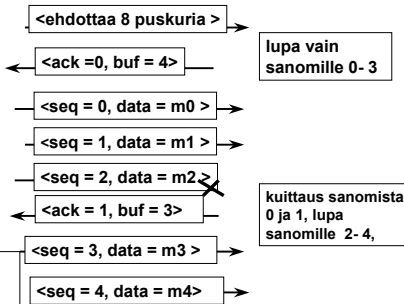 <ehdottaa 8 puskuria >
lupa vain
sanomille 0- 3
<ack =0, buf = 4>
<seq = 0, data = m0 >
<seq = 1, data = m1 >
<seq = 2, data = m2 >
<ack = 1, buf = 3>
kuittaus sanomista
0 ja 1, lupa
sanomille 2- 4,
<seq = 3, data = m3 >
<seq = 4, data = m4>